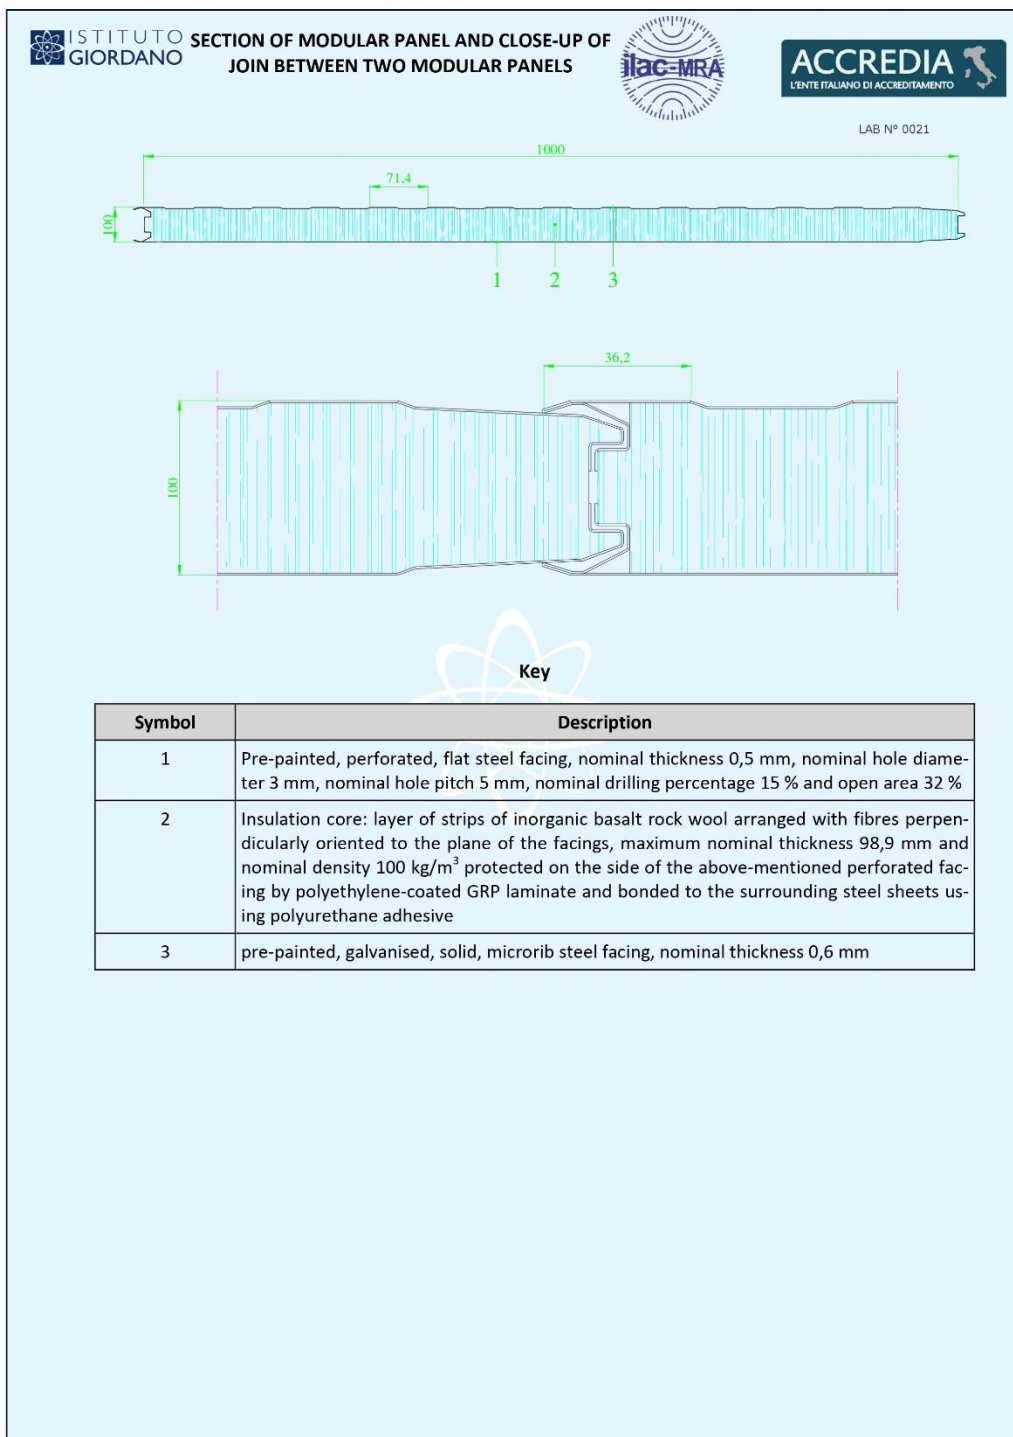 ISTITUTO
GIORDANO
SECTION OF MODULAR PANEL AND CLOSE-UP OF
JOIN BETWEEN TWO MODULAR PANELS
ilac-MRA
ACCREDIA
L'ENTE ITALIANO DI ACCREDITAMENTO
LAB N° 0021
1000
71,4
100
1 2 3
36,2
100
Key
Symbol Description
1 Pre-painted, perforated, flat steel facing, nominal thickness 0,5 mm, nominal hole diame-
ter 3 mm, nominal hole pitch 5 mm, nominal drilling percentage 15 % and open area 32 %
2 Insulation core: layer of strips of inorganic basalt rock wool arranged with fibres perpen-
dicularly oriented to the plane of the facings, maximum nominal thickness 98,9 mm and
nominal density 100 kg/m³ protected on the side of the above-mentioned perforated fac-
ing by polyethylene-coated GRP laminate and bonded to the surrounding steel sheets us-
ing polyurethane adhesive
3 pre-painted, galvanised, solid, microrib steel facing, nominal thickness 0,6 mm